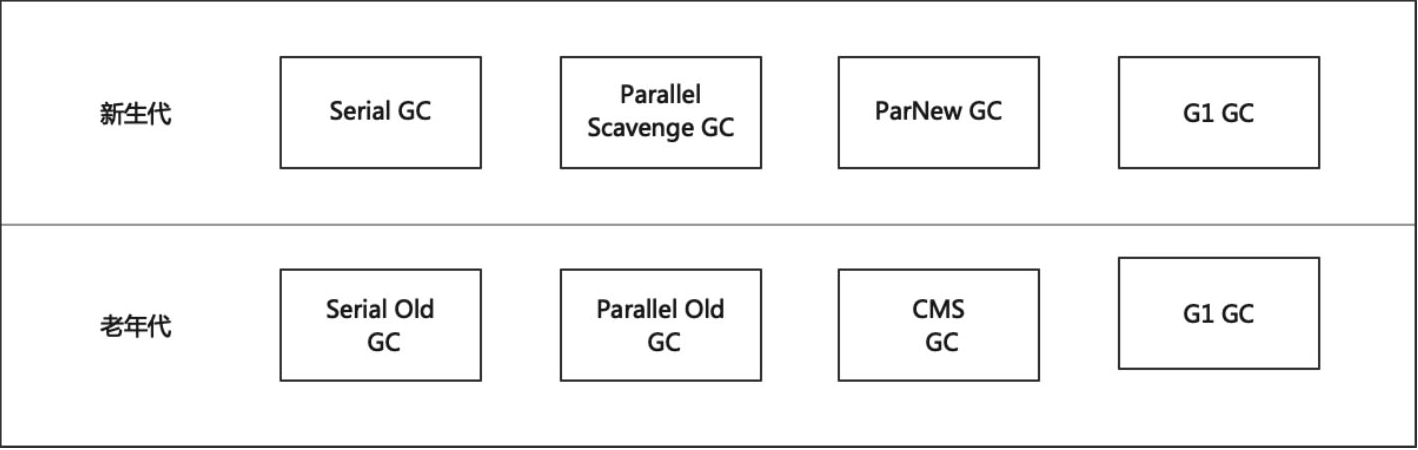 新生代
Serial GC
Parallel
Scavenge GC
ParNew GC
G1 GC
老年代
Serial Old
GC
Parallel Old
GC
CMS
GC
G1 GC